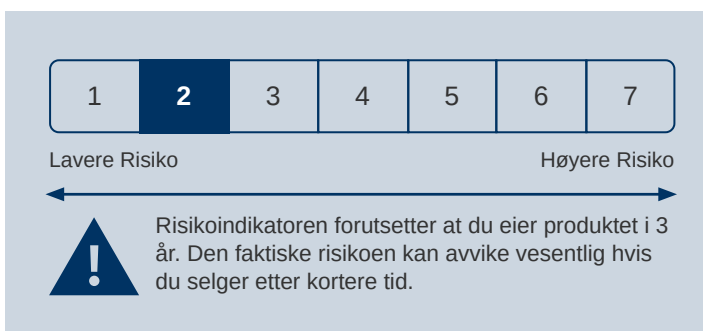 1 2 3 4 5 6 7
Lavere Risiko Høyere Risiko
Risikoindikatoren forutsetter at du eier produktet i 3
år. Den faktiske risikoen kan avvike vesentlig hvis
du selger etter kortere tid.